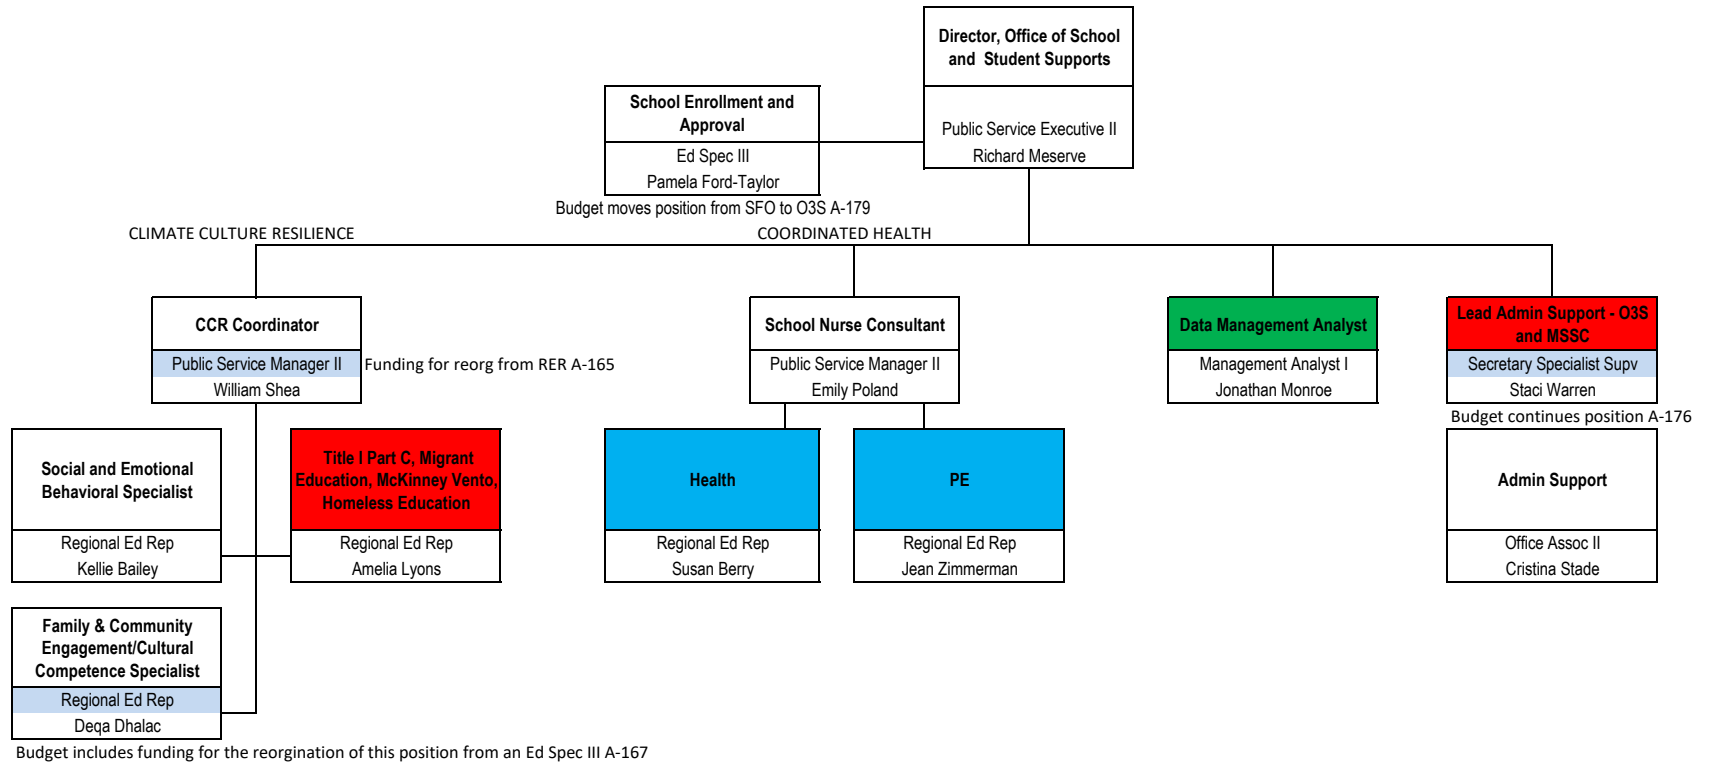 Director, Office of School
and Student Supports
Public Service Executive II
Richard Meserve
School Enrollment and
Approval
Ed Spec III
Pamela Ford-Taylor
Budget moves position from SFO to O3S A-179
CLIMATE CULTURE RESILIENCE
COORDINATED HEALTH
CCR Coordinator
Public Service Manager II
William Shea
Funding for reorg from RER A-165
School Nurse Consultant
Public Service Manager II
Emily Poland
Data Management Analyst
Management Analyst I
Jonathan Monroe
Lead Admin Support - O3S
and MSSC
Secretary Specialist Supv
Staci Warren
Budget continues position A-176
Social and Emotional
Behavioral Specialist
Regional Ed Rep
Kellie Bailey
Title I Part C, Migrant
Education, McKinney Vento,
Homeless Education
Regional Ed Rep
Amelia Lyons
Health
Regional Ed Rep
Susan Berry
PE
Regional Ed Rep
Jean Zimmerman
Admin Support
Office Assoc II
Cristina Stade
Family & Community
Engagement/Cultural
Competence Specialist
Regional Ed Rep
Deqa Dhalac
Budget includes funding for the reorgination of this position from an Ed Spec III A-167